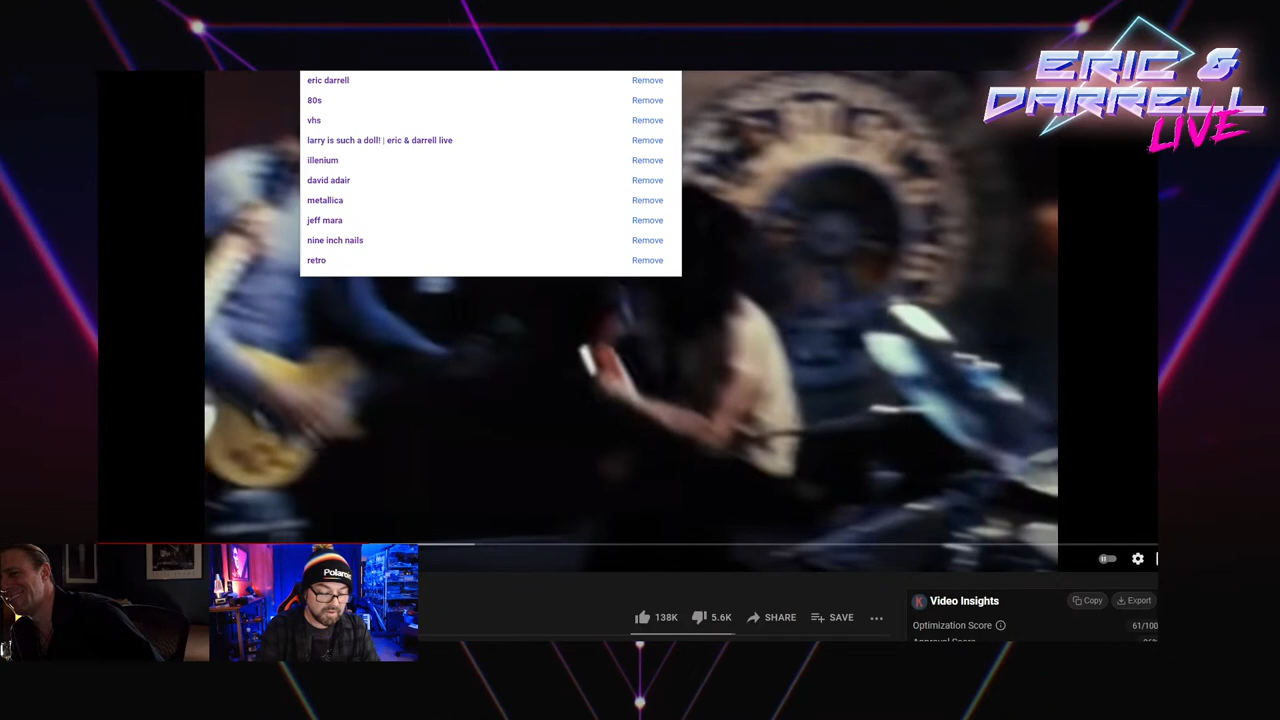 ERIC &
DARRELL
LIVE
eric darrell Remove
80s Remove
vhs Remove
larry is such a doll! | eric & darrell live Remove
illenium Remove
david adair Remove
metallica Remove
jeff mara Remove
nine inch nails Remove
retro Remove
Polaroid
138K 5.6K SHARE SAVE ...
K Video Insights Copy Export
Optimization Score 61/100